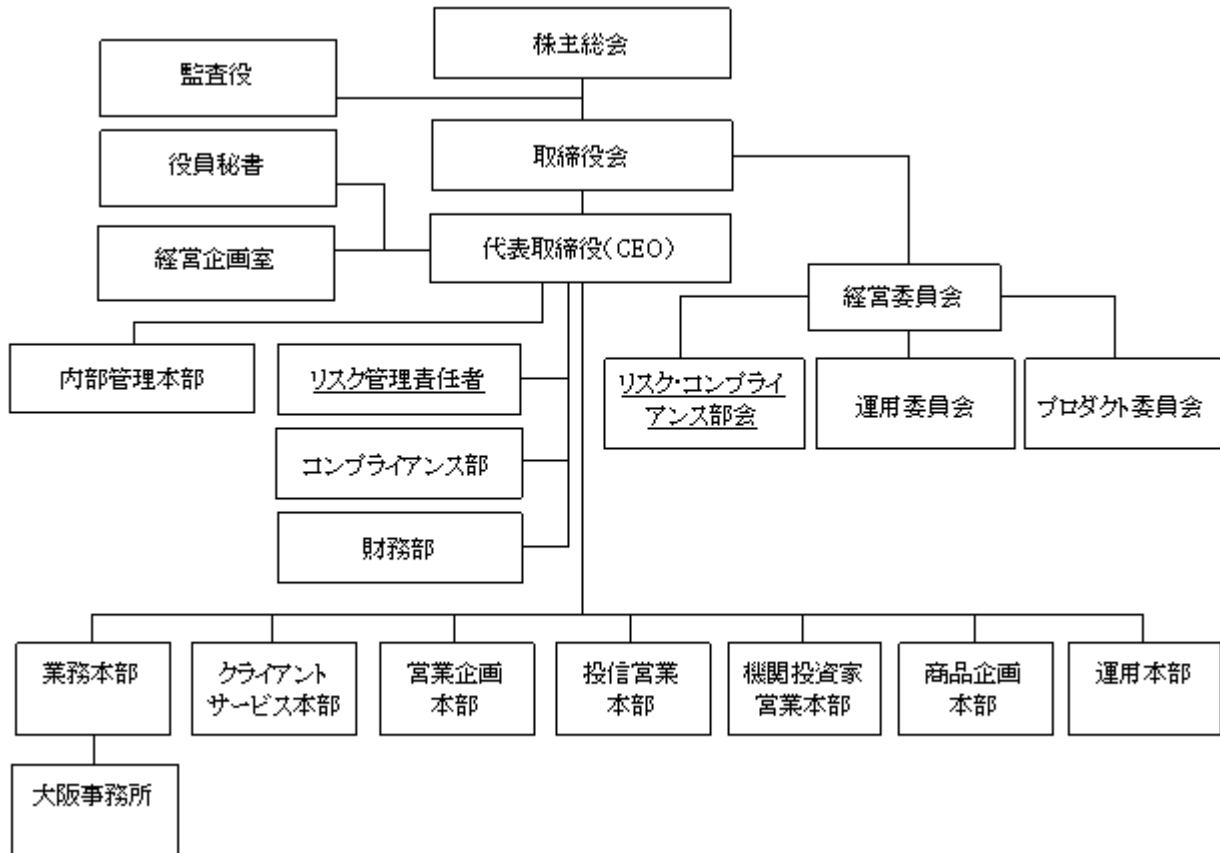 株主総会
監査役
取締役会
役員秘書
代表取締役(CEO)
経営企画室
経営委員会
内部管理本部
リスク管理責任者
リスク・コンプライ
アンス部会
運用委員会
プロダクト委員会
コンプライアンス部
財務部
業務本部
クライアント
サービス本部
営業企画
本部
投信営業
本部
機関投資家
営業本部
商品企画
本部
運用本部
大阪事務所